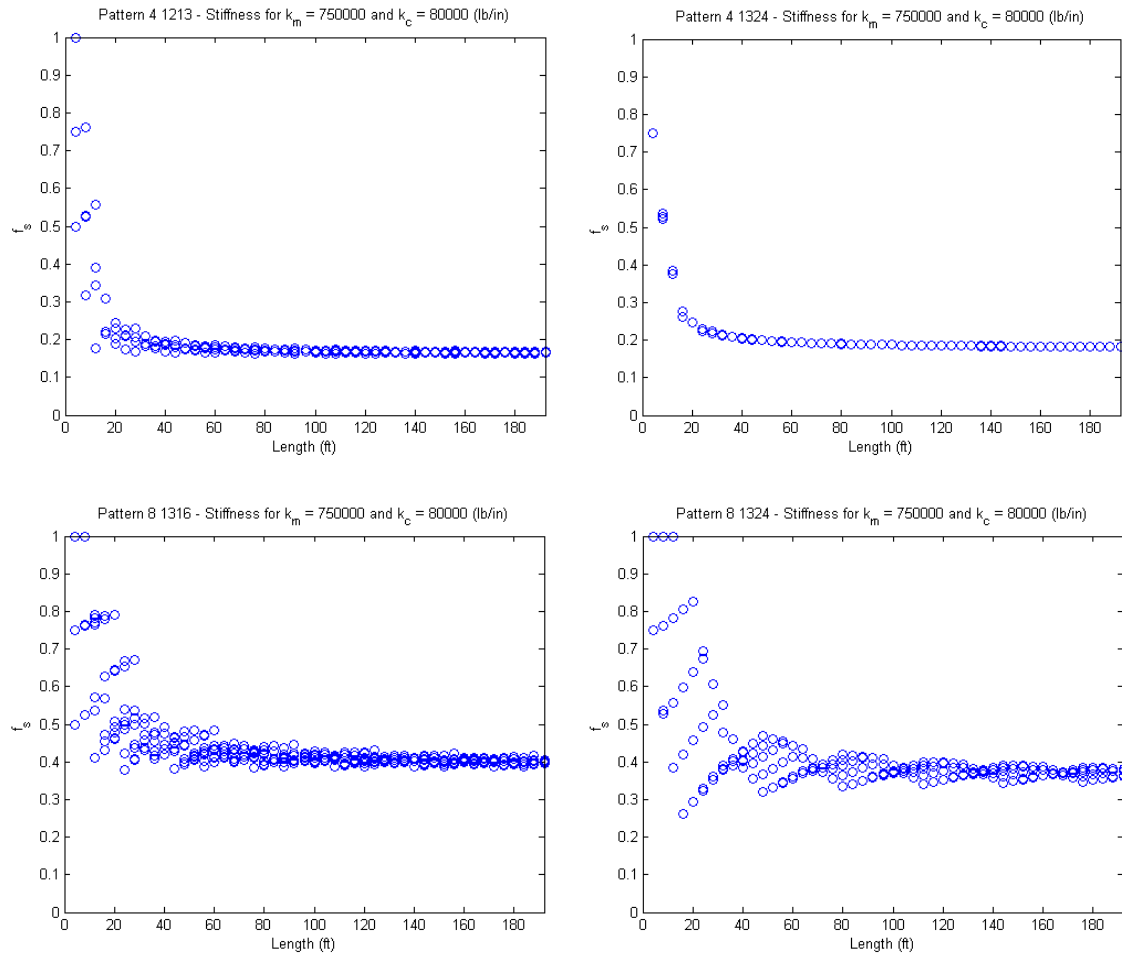 Pattern 4 1213 - Stiffness for k_m = 750000 and k_c = 80000 (lb/in)
1
0.9
0.8
0.7
0.6
0.5
0.4
0.3
0.2
0.1
0
f_s
0 20 40 60 80 100 120 140 160 180
Length (ft)
Pattern 4 1324 - Stiffness for k_m = 750000 and k_c = 80000 (lb/in)
1
0.9
0.8
0.7
0.6
0.5
0.4
0.3
0.2
0.1
0
f_s
0 20 40 60 80 100 120 140 160 180
Length (ft)
Pattern 8 1316 - Stiffness for k_m = 750000 and k_c = 80000 (lb/in)
1
0.9
0.8
0.7
0.6
0.5
0.4
0.3
0.2
0.1
0
f_s
0 20 40 60 80 100 120 140 160 180
Length (ft)
Pattern 8 1324 - Stiffness for k_m = 750000 and k_c = 80000 (lb/in)
1
0.9
0.8
0.7
0.6
0.5
0.4
0.3
0.2
0.1
0
f_s
0 20 40 60 80 100 120 140 160 180
Length (ft)